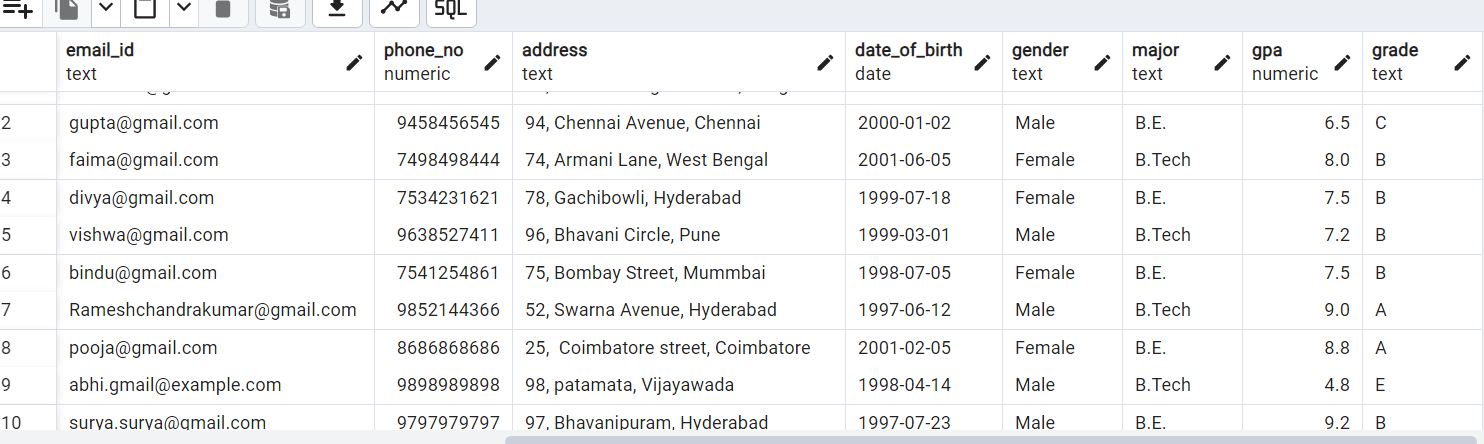 SQL
email_id phone_no address date_of_birth gender major gpa grade
text numeric text date text text numeric text
2 gupta@gmail.com 9458456545 94, Chennai Avenue, Chennai 2000-01-02 Male B.E. 6.5 C
3 faima@gmail.com 7498498444 74, Armani Lane, West Bengal 2001-06-05 Female B.Tech 8.0 B
4 divya@gmail.com 7534231621 78, Gachibowli, Hyderabad 1999-07-18 Female B.E. 7.5 B
5 vishwa@gmail.com 9638527411 96, Bhavani Circle, Pune 1999-03-01 Male B.Tech 7.2 B
6 bindu@gmail.com 7541254861 75, Bombay Street, Mummbai 1998-07-05 Female B.E. 7.5 B
7 Rameshchandrakumar@gmail.com 9852144366 52, Swarna Avenue, Hyderabad 1997-06-12 Male B.Tech 9.0 A
8 pooja@gmail.com 8686868686 25,  Coimbatore street, Coimbatore 2001-02-05 Female B.E. 8.8 A
9 abhi.gmail@example.com 9898989898 98, patamata, Vijayawada 1998-04-14 Male B.Tech 4.8 E
10 surya.surya@gmail.com 9797979797 97, Bhavanipuram, Hyderabad 1997-07-23 Male B.E. 9.2 B